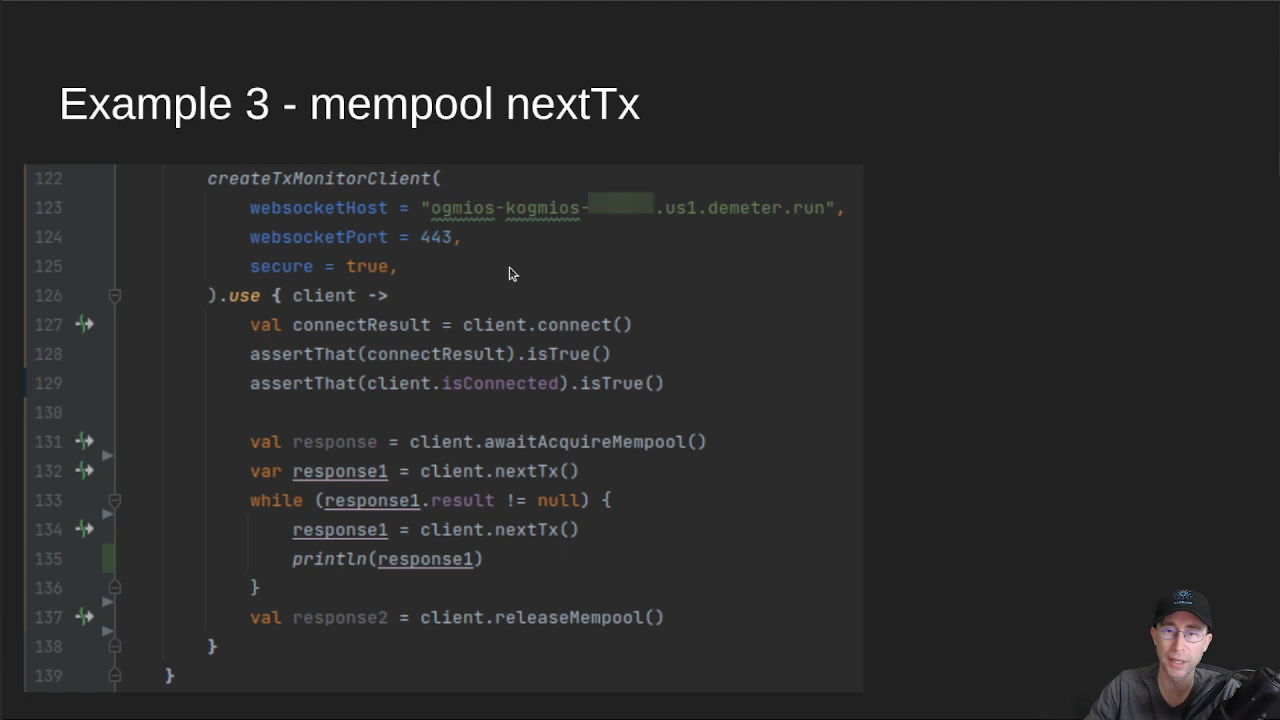 Example 3 - mempool nextTx
122 createTxMonitorClient(
123 websocketHost = "ogmios-kogmios- .us1.demeter.run",
124 websocketPort = 443,
125 secure = true,
126 ).use { client ->
127 val connectResult = client.connect()
128 assertThat(connectResult).isTrue()
129 assertThat(client.isConnected).isTrue()
130
131 val response = client.awaitAcquireMempool()
132 var response1 = client.nextTx()
133 while (response1.result != null) {
134 response1 = client.nextTx()
135 println(response1)
136 }
137 val response2 = client.releaseMempool()
138 }
139 }